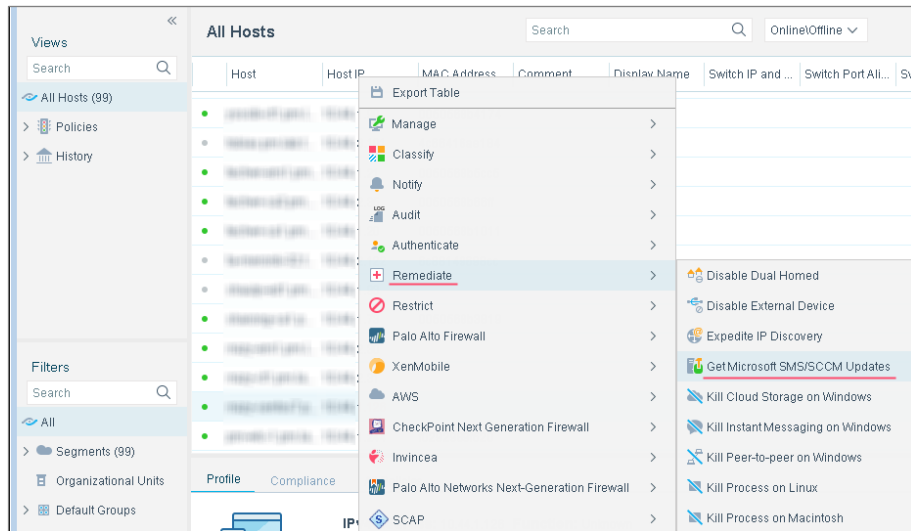 Views
Search
All Hosts (99)
Policies
History
Filters
Search
All
Segments (99)
Organizational Units
Default Groups
All Hosts
Search
Online\Offline
Host
Host IP
MAC Address
Comment
Display Name
Switch IP and ...
Switch Port Ali...
Export Table
Manage
Classify
Notify
LOG
Audit
Authenticate
Remediate
Restrict
Palo Alto Firewall
XenMobile
AWS
CheckPoint Next Generation Firewall
Invincea
Palo Alto Networks Next-Generation Firewall
SCAP
Disable Dual Homed
Disable External Device
Expedite IP Discovery
Get Microsoft SMS/SCCM Updates
Kill Cloud Storage on Windows
Kill Instant Messaging on Windows
Kill Peer-to-peer on Windows
Kill Process on Linux
Kill Process on Macintosh
Profile
Compliance